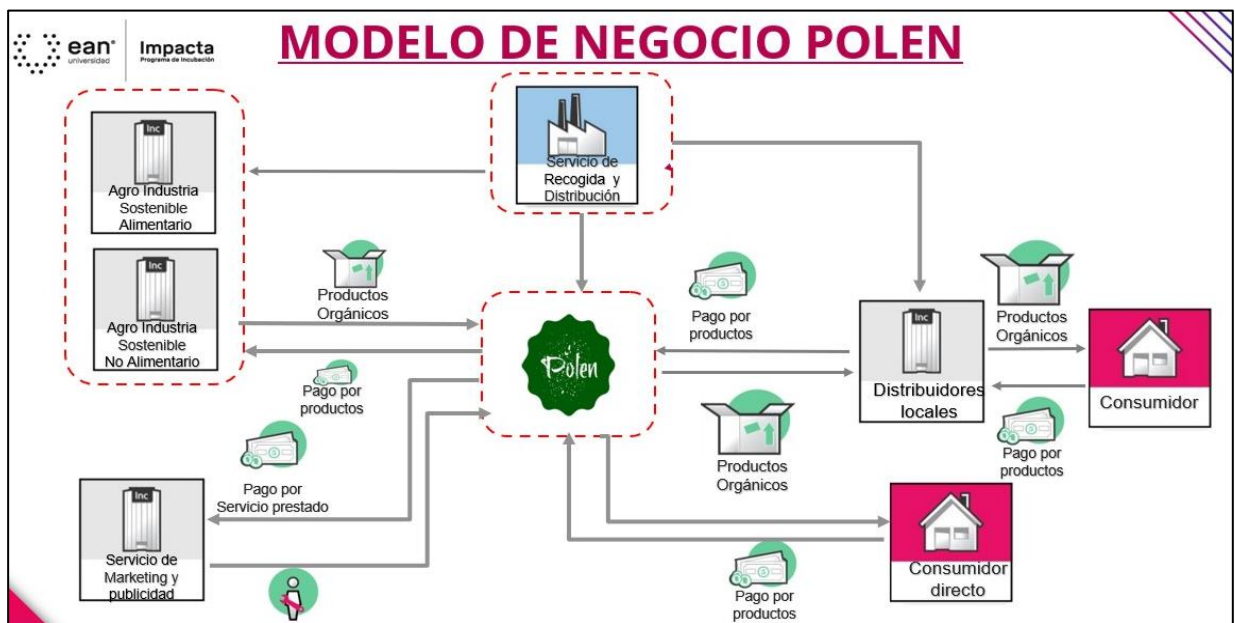 ean®
universidad
Impacta
Programa de Incubación
MODELO DE NEGOCIO POLEN
Inc
Agro Industria
Sostenible
Alimentario
Servicio de
Recogida y
Distribución
Inc
Agro Industria
Sostenible
No Alimentario
Productos
Orgánicos
Pago por
productos
Polen
Pago por
productos
Inc
Distribuidores
locales
Productos
Orgánicos
Consumidor
Pago por
productos
Productos
Orgánicos
Pago por
Servicio prestado
Inc
Servicio de
Marketing y
publicidad
Pago por
productos
Consumidor
directo